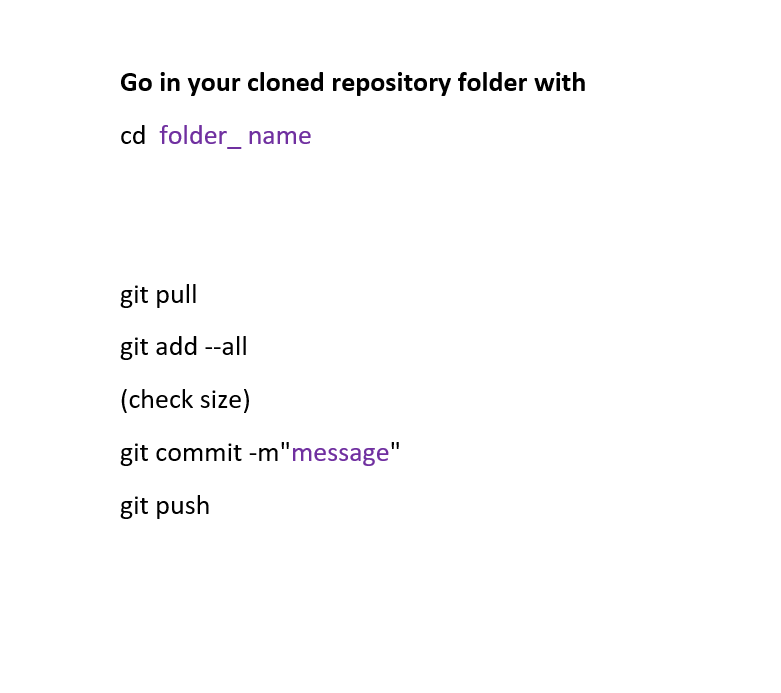 Go in your cloned repository folder with
cd  folder_ name
git pull
git add --all
(check size)
git commit -m"message"
git push